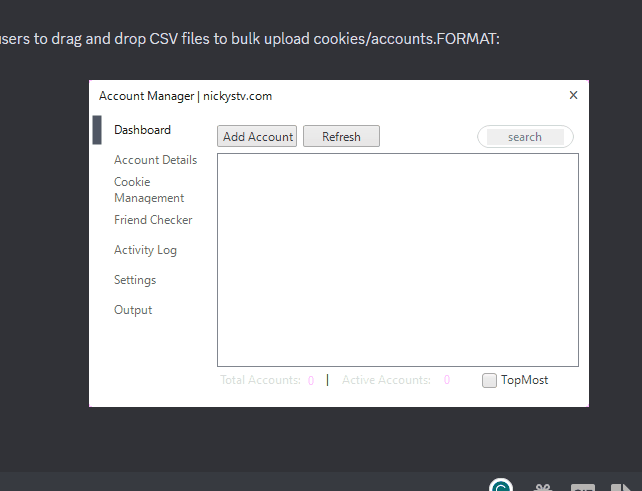 users to drag and drop CSV files to bulk upload cookies/accounts.FORMAT:
Account Manager | nickystv.com
Dashboard
Add Account
Refresh
search
Account Details
Cookie
Management
Friend Checker
Activity Log
Settings
Output
Total Accounts: 0 | Active Accounts: 0
TopMost